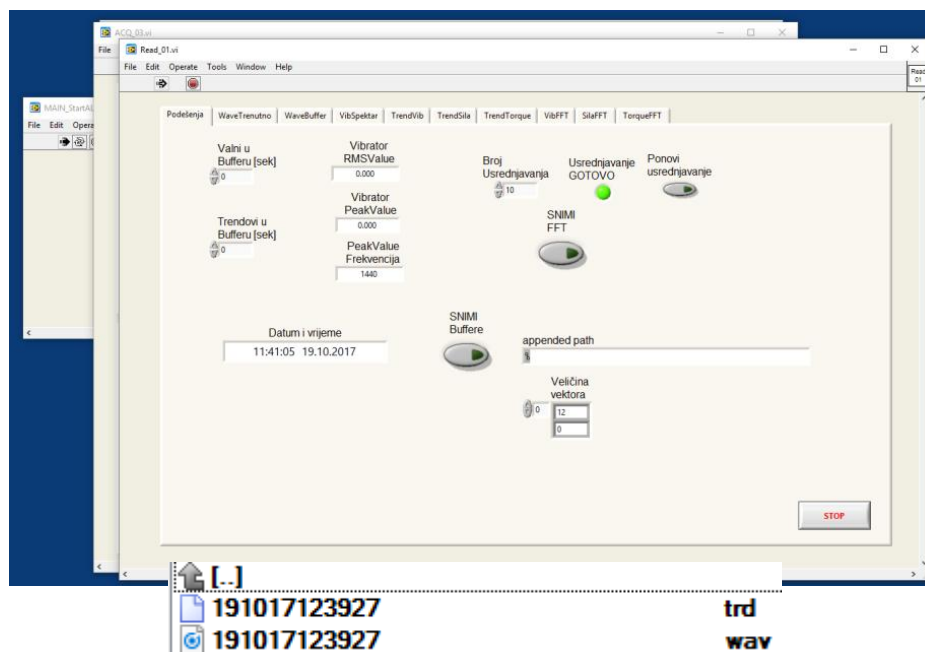 ACQ_03.vi
File
Read_01.vi
File Edit Operate Tools Window Help
Read
01
MAIN_StartAL
File Edit Opera
Podešenja WaveTrenutno WaveBuffer VibSpektar TrendVib TrendSila TrendTorque VibFFT SilaFFT TorqueFFT
Valni u
Bufferu [sek]
0
Vibrator
RMSValue
0.000
Broj
Usrednjavanja
10
Usrednjavanje
GOTOVO
Ponovi
usrednjavanje
Vibrator
PeakValue
0.000
Trendovi u
Bufferu [sek]
0
SNIMI
FFT
PeakValue
Frekvencija
1440
SNIMI
Buffere
Datum i vrijeme
11:41:05 19.10.2017
appended path
Veličina
vektora
0
12
0
STOP
[..]
191017123927 trd
191017123927 wav